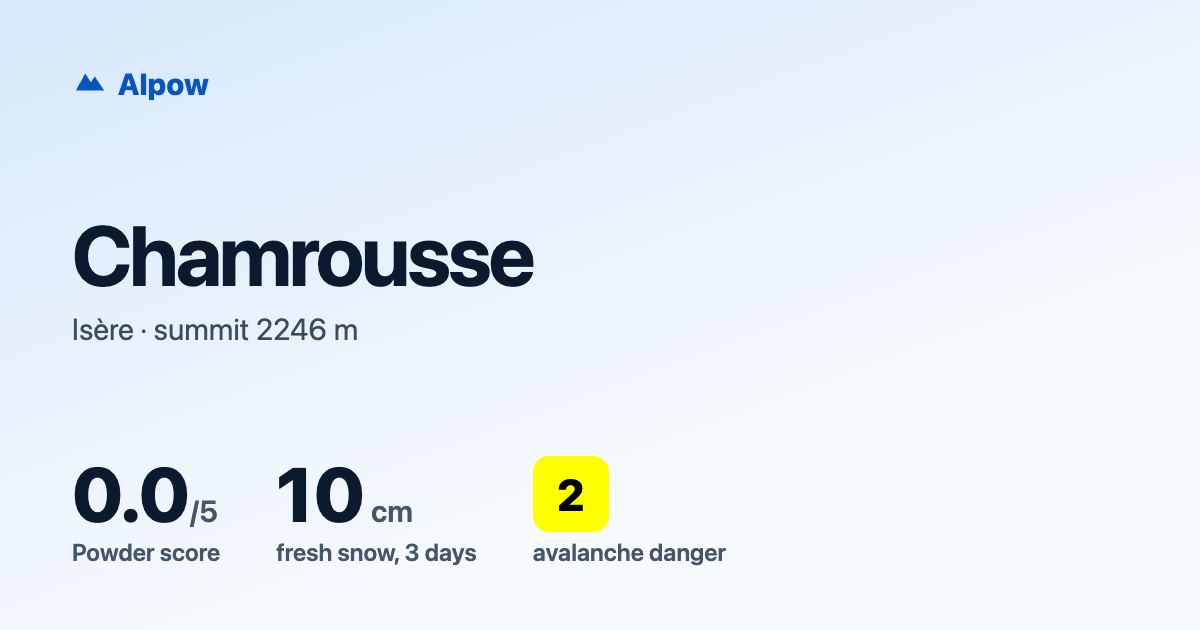 Alpow
Chamrousse
Isère · summit 2246 m
0.0/5
Powder score
10 cm
fresh snow, 3 days
2
avalanche danger